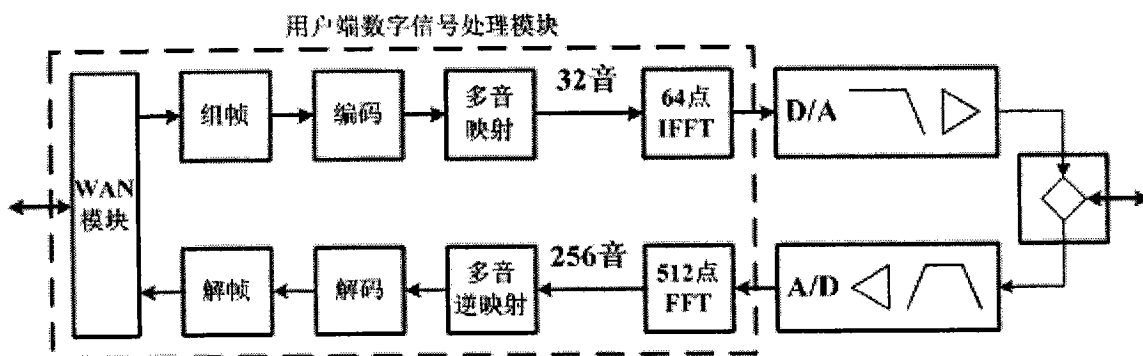 用户端数字信号处理模块
WAN
模块
组帧
编码
多音
映射
32音
64点
IFFT
D/A
解帧
解码
多音
逆映射
256音
512点
FFT
A/D